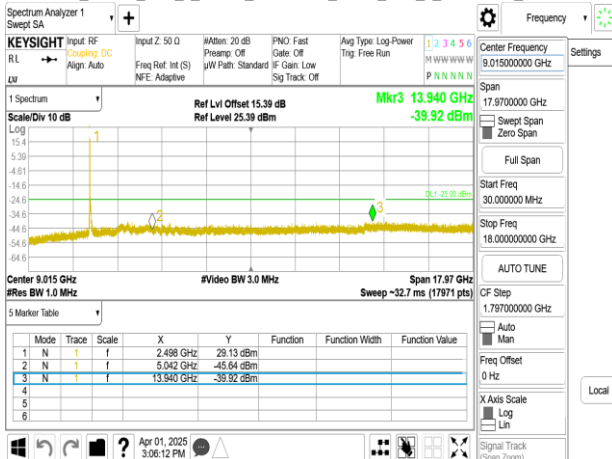 Spectrum Analyzer 1
Swept SA
Frequency
KEYSIGHT
RL
Input: RF
Coupling: DC
Align: Auto
Input Z: 50 Ω
Freq Ref: Int (S)
NFE: Adaptive
#Atten: 20 dB
Preamp: Off
µW Path: Standard
PNO: Fast
Gate: Off
IF Gain: Low
Sig Track: Off
Avg Type: Log-Power
Trig: Free Run
1 2 3 4 5 6
M W W W W W
P N N N N N
1 Spectrum
Scale/Div 10 dB
Ref Lvl Offset 15.39 dB
Ref Level 25.39 dBm
Mkr3 13.940 GHz
-39.92 dBm
Log
15.4
5.39
-4.61
-14.6
-24.6
-34.6
-44.6
-54.6
-64.6
1
2
3
DL1 -25.00 dBm
Center 9.015 GHz
#Res BW 1.0 MHz
#Video BW 3.0 MHz
Span 17.97 GHz
Sweep ~32.7 ms (17971 pts)
5 Marker Table
Mode Trace Scale X Y Function Function Width Function Value
1 N 1 f 2.498 GHz 29.13 dBm
2 N 1 f 5.042 GHz -45.64 dBm
3 N 1 f 13.940 GHz -39.92 dBm
4
5
6
Apr 01, 2025
3:06:12 PM
Center Frequency
9.015000000 GHz
Span
17.9700000 GHz
Swept Span
Zero Span
Full Span
Start Freq
30.000000 MHz
Stop Freq
18.000000000 GHz
AUTO TUNE
CF Step
1.797000000 GHz
Auto
Man
Freq Offset
0 Hz
X Axis Scale
Log
Lin
Signal Track
(Span Zoom)
Settings
Local